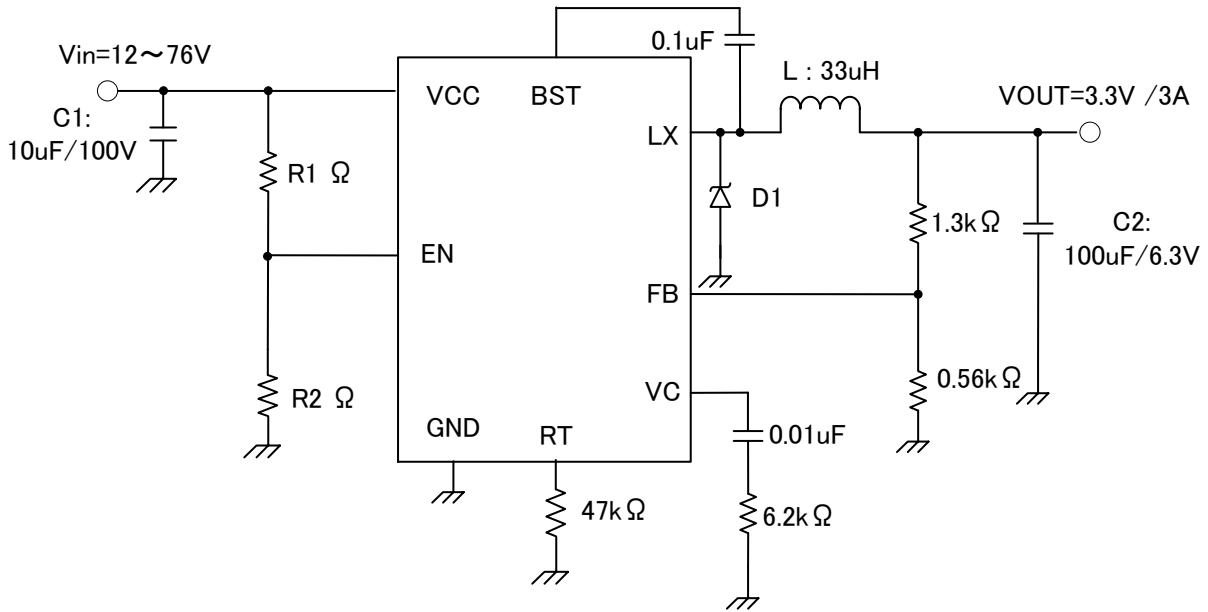 Vin=12～76V
C1:
10uF/100V
R1 Ω
R2 Ω
VCC
BST
LX
EN
FB
VC
GND
RT
0.1uF
L : 33uH
VOUT=3.3V /3A
D1
1.3kΩ
C2:
100uF/6.3V
0.56kΩ
0.01uF
6.2kΩ
47kΩ